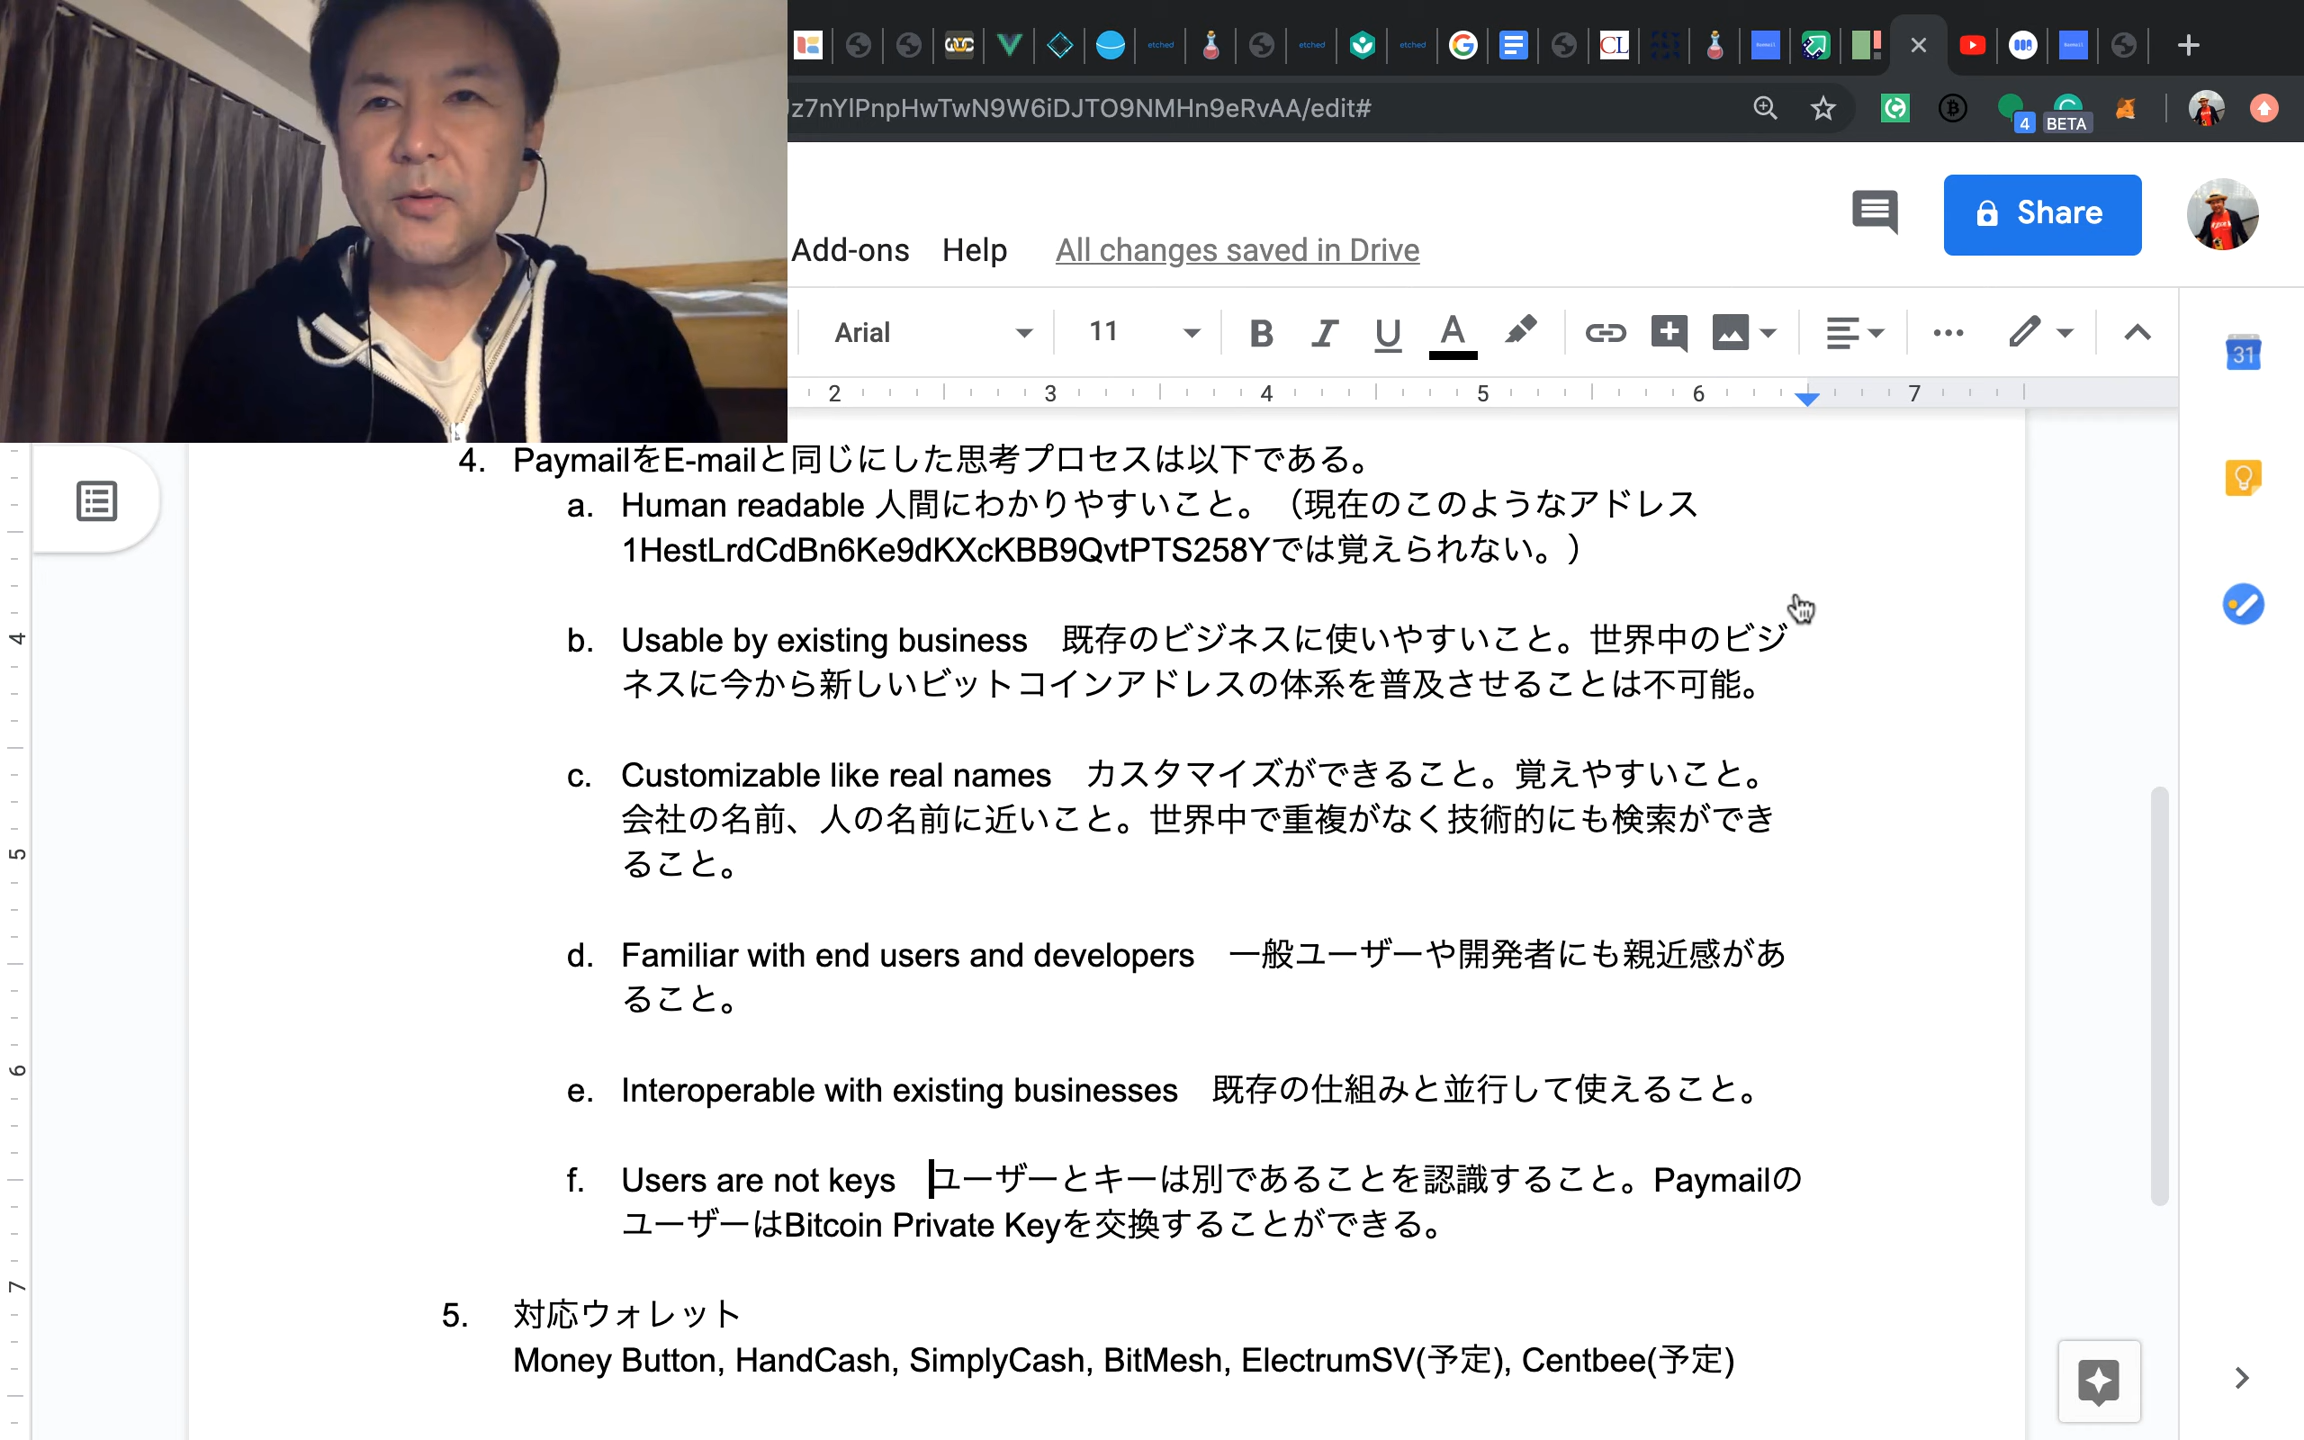 z7nYlPnpHwTwN9W6iDJTO9NMHn9eRvAA/edit#
4
BETA
Share
Add-ons Help All changes saved in Drive
Arial 11
31
2 3 4 5 6 7
4. PaymailをE-mailと同じにした思考プロセスは以下である。
a. Human readable 人間にわかりやすいこと。（現在のこのようなアドレス
1HestLrdCdBn6Ke9dKXcKBB9QvtPTS258Yでは覚えられない。）
b. Usable by existing business　既存のビジネスに使いやすいこと。世界中のビジ
ネスに今から新しいビットコインアドレスの体系を普及させることは不可能。
c. Customizable like real names　カスタマイズができること。覚えやすいこと。
会社の名前、人の名前に近いこと。世界中で重複がなく技術的にも検索ができ
ること。
d. Familiar with end users and developers　一般ユーザーや開発者にも親近感があ
ること。
e. Interoperable with existing businesses　既存の仕組みと並行して使えること。
f. Users are not keys　ユーザーとキーは別であることを認識すること。Paymailの
ユーザーはBitcoin Private Keyを交換することができる。
5. 対応ウォレット
Money Button, HandCash, SimplyCash, BitMesh, ElectrumSV(予定), Centbee(予定)
4
5
6
7